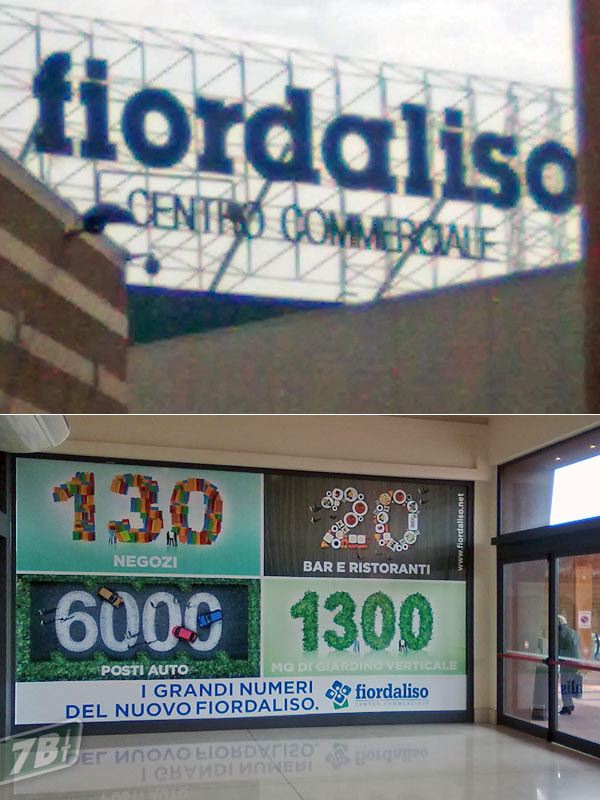 fiordaliso
CENTRO COMMERCIALE
130
NEGOZI
20
BAR E RISTORANTI
www.fiordaliso.net
6000
POSTI AUTO
1300
MQ DI GIARDINO VERTICALE
I GRANDI NUMERI
DEL NUOVO FIORDALISO.
fiordaliso
CENTRO COMMERCIALE